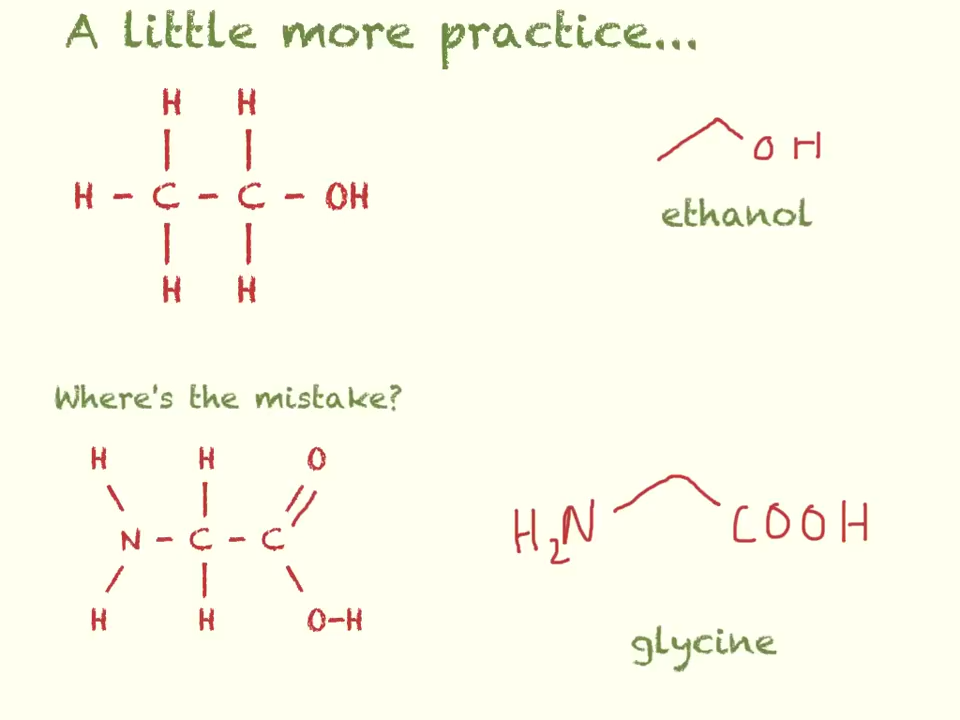 A little more practice...
H H
H - C - C - OH
H H
OH
ethanol
Where's the mistake?
H H O
N - C - C
H H O-H
H2N COOH
glycine